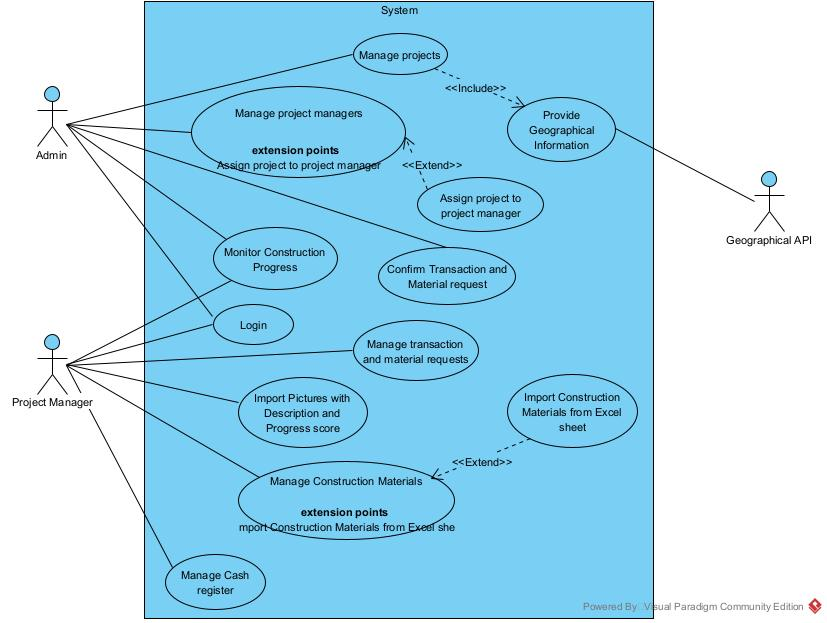 System
Manage projects
<<Include>>
Manage project managers
extension points
Assign project to project manager
Provide
Geographical
Information
Admin
<<Extend>>
Assign project to
project manager
Geographical API
Monitor Construction
Progress
Confirm Transaction and
Material request
Login
Manage transaction
and material requests
Project Manager
Import Pictures with
Description and
Progress score
Import Construction
Materials from Excel
sheet
<<Extend>>
Manage Construction Materials
extension points
mport Construction Materials from Excel she
Manage Cash
register
Powered By Visual Paradigm Community Edition